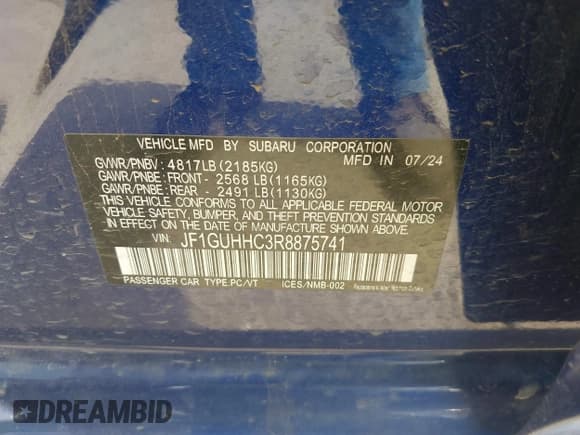 VEHICLE MFD BY SUBARU CORPORATION
GVWR/PNBV : 4817LB(2185KG) MFD IN 07/24
GAWR/PNBE: FRONT- 2568 LB(1165KG)
GAWR/PNBE: REAR - 2491 LB(1130KG)
THIS VEHICLE CONFORMS TO ALL APPLICABLE FEDERAL MOTOR
VEHICLE SAFETY, BUMPER, AND THEFT PREVENTION STANDARDS
IN EFFECT ON THE DATE OF MANUFACTURE SHOWN ABOVE.
VIN: JF1GUHHC3R8875741
PASSENGER CAR TYPE:PC/VT ICES/NMB-002
DREAMBID